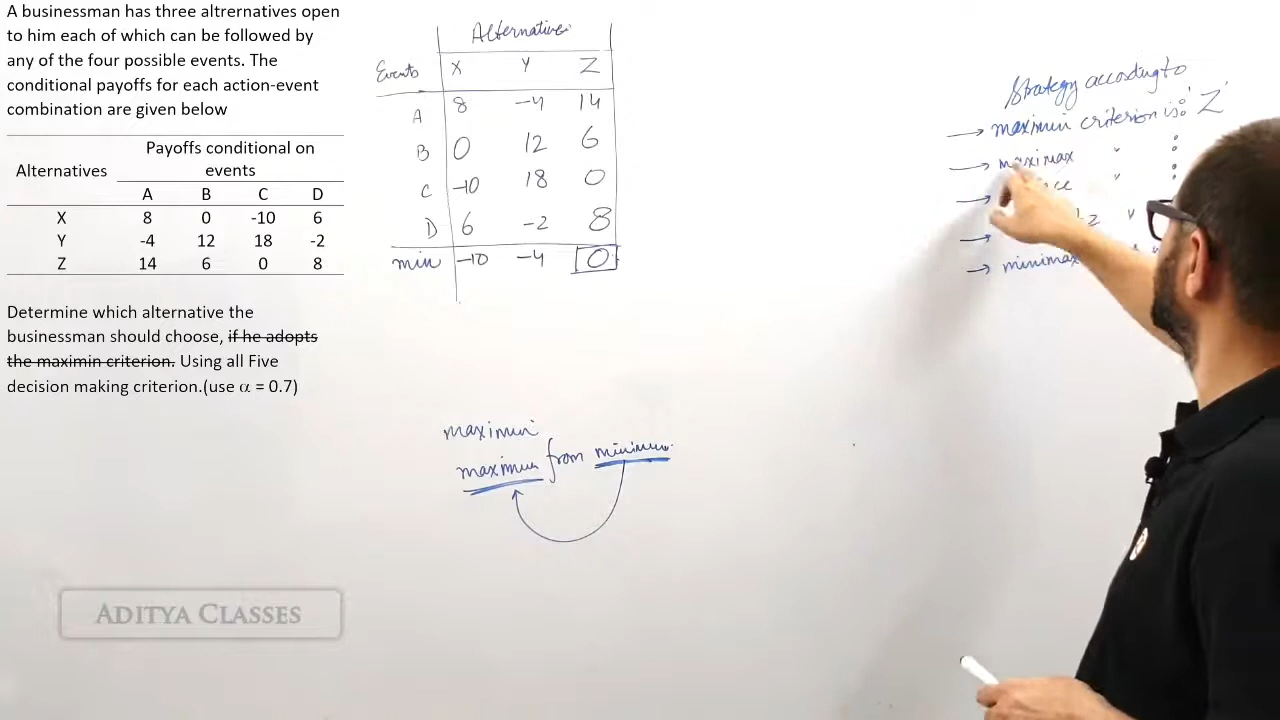 A businessman has three altrernatives open
to him each of which can be followed by
any of the four possible events. The
conditional payoffs for each action-event
combination are given below
Payoffs conditional on
Alternatives events
A B C D
X 8 0 -10 6
Y -4 12 18 -2
Z 14 6 0 8
Determine which alternative the
businessman should choose, if he adopts
the maximin criterion. Using all Five
decision making criterion.(use α = 0.7)
ADITYA CLASSES
Alternatives
Events X Y Z
A 8 -4 14
B 0 12 6
C -10 18 0
D 6 -2 8
min -10 -4 0
maximin
maximum from minimum
Strategy according to
→ maximin criterion is: 'Z'
→ maximax " :
→ " :
→ "
→ minimax